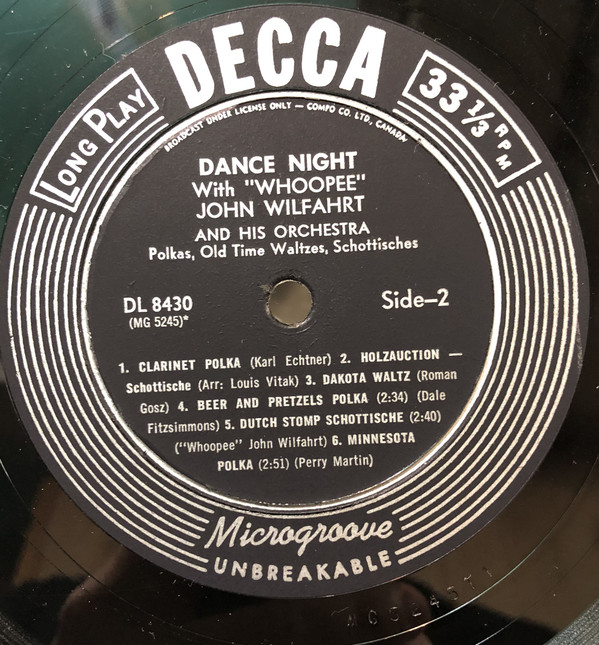 DECCA
LONG PLAY
33 1/3 RPM
BROADCAST UNDER LICENSE ONLY — COMPO CO. LTD, CANADA
DANCE NIGHT
With "WHOOPEE"
JOHN WILFAHRT
AND HIS ORCHESTRA
Polkas, Old Time Waltzes, Schottisches
DL 8430
(MG 5245)*
Side–2
1. CLARINET POLKA (Karl Echtner) 2. HOLZAUCTION —
Schottische (Arr: Louis Vitak) 3. DAKOTA WALTZ (Roman
Gosz) 4. BEER AND PRETZELS POLKA (2:34) (Dale
Fitzsimmons) 5. DUTCH STOMP SCHOTTISCHE (2:40)
("Whoopee" John Wilfahrt) 6. MINNESOTA
POLKA (2:51) (Perry Martin)
Microgroove
UNBREAKABLE